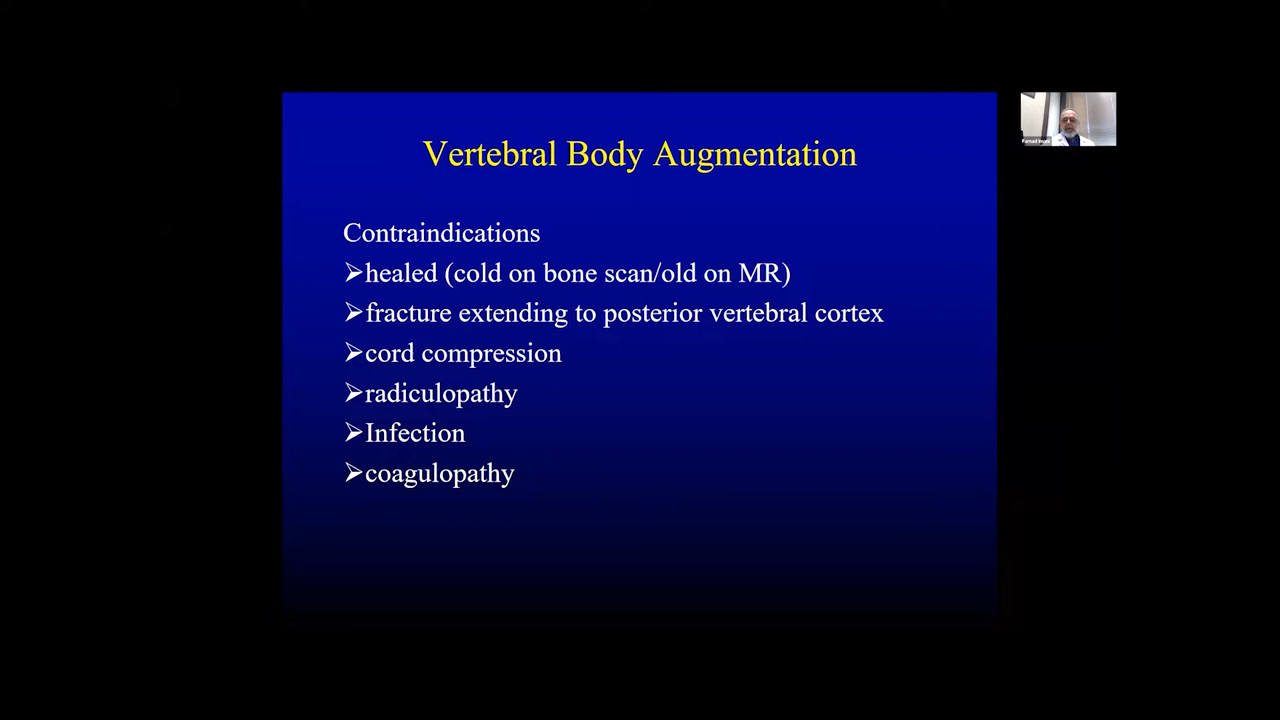 Vertebral Body Augmentation
Contraindications
➢healed (cold on bone scan/old on MR)
➢fracture extending to posterior vertebral cortex
➢cord compression
➢radiculopathy
➢Infection
➢coagulopathy